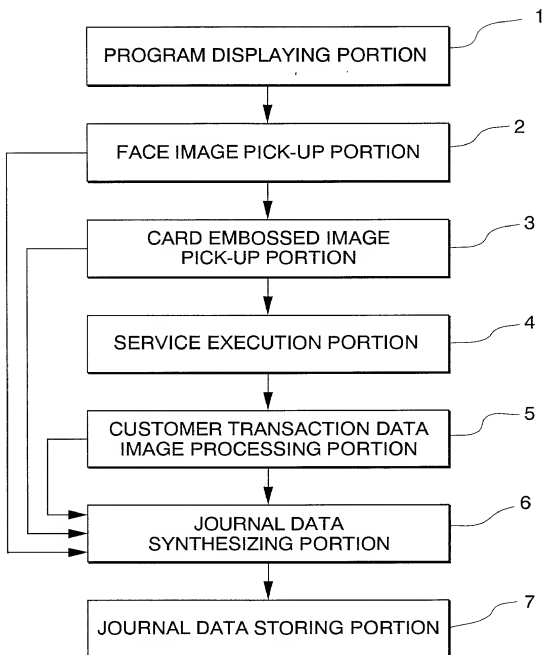 1
PROGRAM DISPLAYING PORTION
2
FACE IMAGE PICK-UP PORTION
3
CARD EMBOSSED IMAGE
PICK-UP PORTION
4
SERVICE EXECUTION PORTION
5
CUSTOMER TRANSACTION DATA
IMAGE PROCESSING PORTION
6
JOURNAL DATA
SYNTHESIZING PORTION
7
JOURNAL DATA STORING PORTION